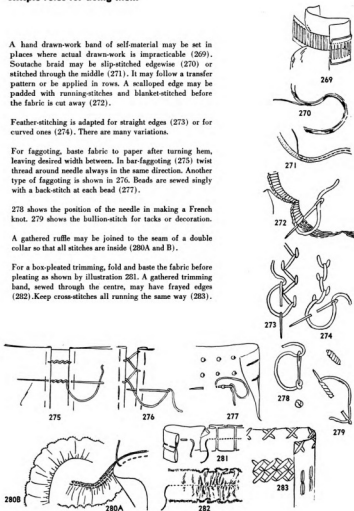 A hand drawn-work band of self-material may be set in
places where actual drawn-work is impracticable (269).
Soutache braid may be slip-stitched edgewise (270) or
stitched through the middle (271). It may follow a transfer
pattern or be applied in rows. A scalloped edge may be
padded with running-stitches and blanket-stitched before
the fabric is cut away (272).
Feather-stitching is adapted for straight edges (273) or for
curved ones (274). There are many variations.
For faggoting, baste fabric to paper after turning hem,
leaving desired width between. In bar-faggoting (275) twist
thread around needle always in the same direction. Another
type of faggoting is shown in 276. Beads are sewed singly
with a back-stitch at each bead (277).
278 shows the position of the needle in making a French
knot. 279 shows the bullion-stitch for tacks or decoration.
A gathered ruffle may be joined to the seam of a double
collar so that all stitches are inside (280A and B).
For a box-pleated trimming, fold and baste the fabric before
pleating as shown by illustration 281. A gathered trimming
band, sewed through the centre, may have frayed edges
(282).Keep cross-stitches all running the same way (283).
269
270
271
272
273
274
275
276
277
278
279
280B
280A
281
282
283